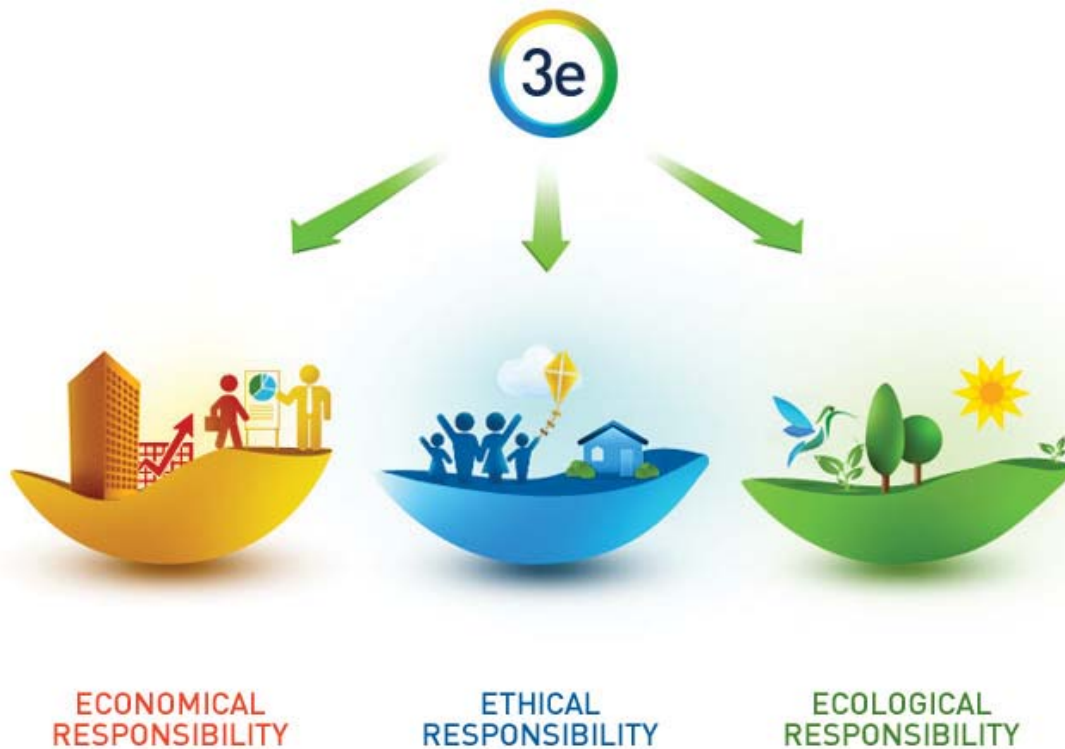 3e
ECONOMICAL
RESPONSIBILITY
ETHICAL
RESPONSIBILITY
ECOLOGICAL
RESPONSIBILITY